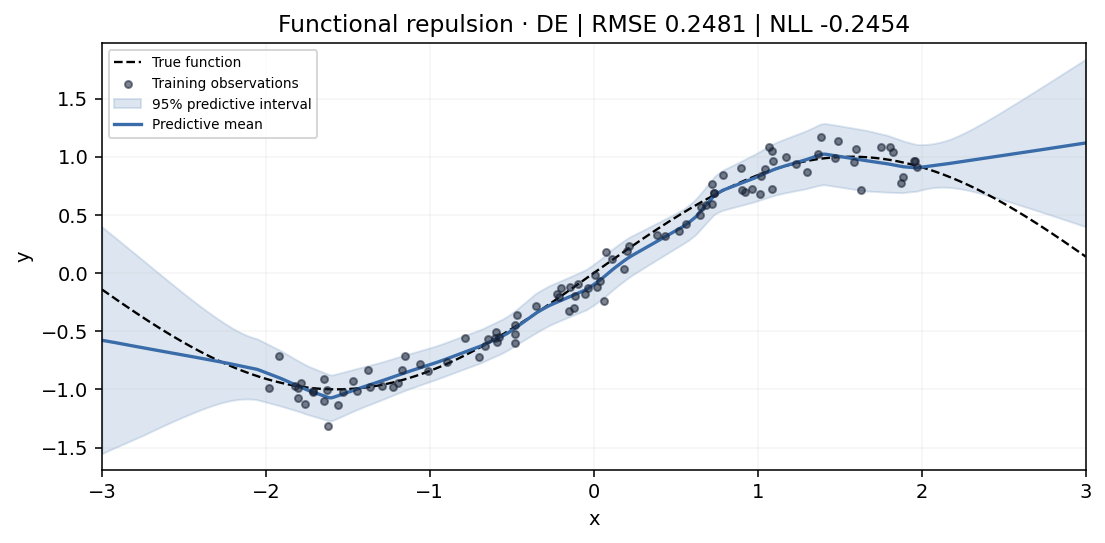 Functional repulsion · DE | RMSE 0.2481 | NLL -0.2454
True function
Training observations
95% predictive interval
Predictive mean
y
1.5
1.0
0.5
0.0
−0.5
−1.0
−1.5
−3
−2
−1
0
1
2
3
x